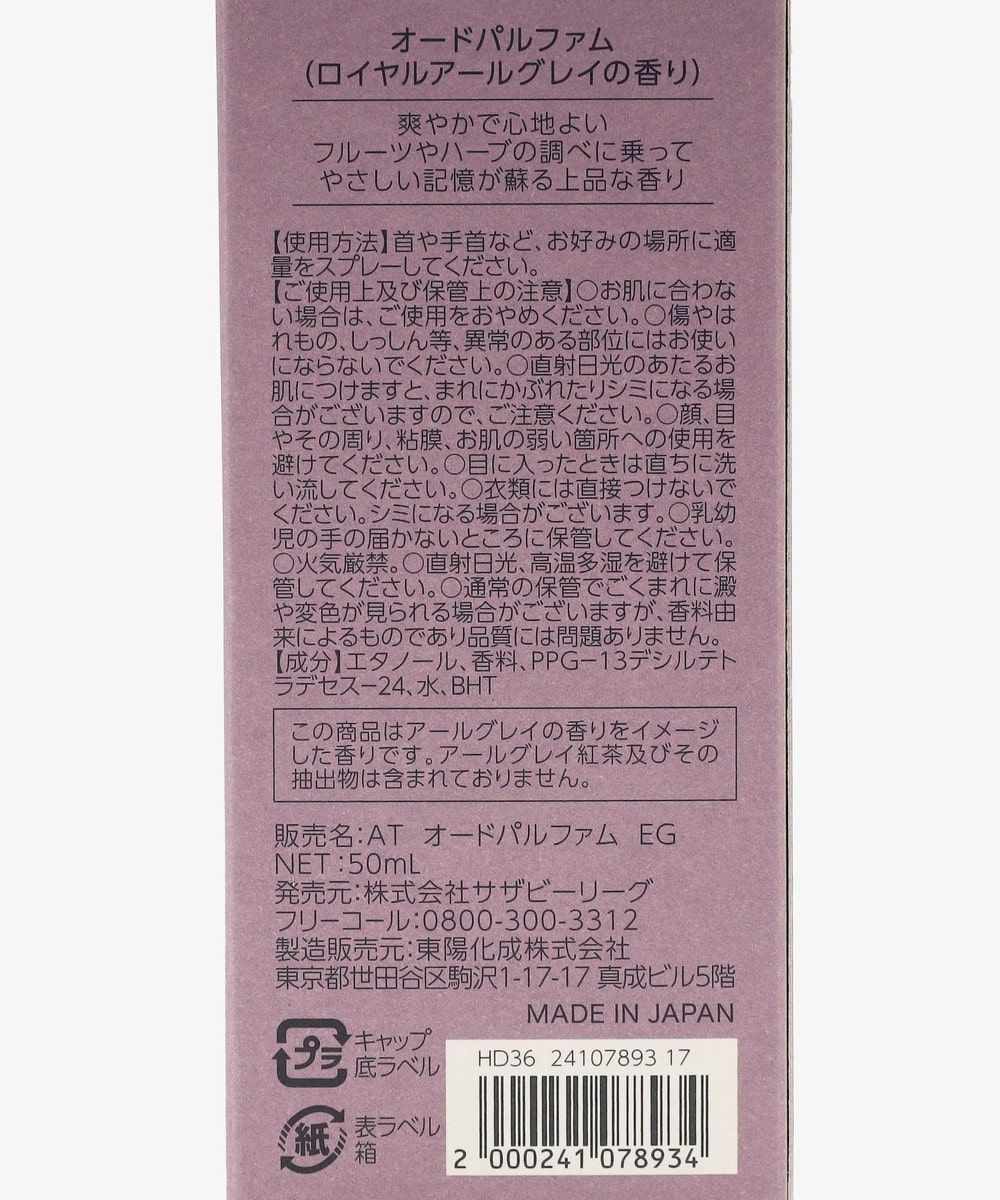 オードパルファム
(ロイヤルアールグレイの香り)
爽やかで心地よい
フルーツやハーブの調べに乗って
やさしい記憶が蘇る上品な香り
【使用方法】首や手首など、お好みの場所に適
量をスプレーしてください。
【ご使用上及び保管上の注意】○お肌に合わな
い場合は、ご使用をおやめください。○傷やは
れもの、しっしん等、異常のある部位にはお使い
にならないでください。○直射日光のあたるお
肌につけますと、まれにかぶれたりシミになる場
合がございますので、ご注意ください。○顔、目
やその周り、粘膜、お肌の弱い箇所への使用を
避けてください。○目に入ったときは直ちに洗
い流してください。○衣類には直接つけないで
ください。シミになる場合がございます。○乳幼
児の手の届かないところに保管してください。
○火気厳禁。○直射日光、高温多湿を避けて保
管してください。○通常の保管でごくまれに澱
や変色が見られる場合がございますが、香料由
来によるものであり品質には問題ありません。
【成分】エタノール、香料、PPG-13デシルテト
ラデセス-24、水、BHT
この商品はアールグレイの香りをイメージ
した香りです。アールグレイ紅茶及びその
抽出物は含まれておりません。
販売名:AT オードパルファム EG
NET:50mL
発売元:株式会社サザビーリーグ
フリーコール:0800-300-3312
製造販売元:東陽化成株式会社
東京都世田谷区駒沢1-17-17 真成ビル5階
MADE IN JAPAN
プラ
キャップ
底ラベル
紙
表ラベル
箱
HD36 24107893 17
2 000241 078934